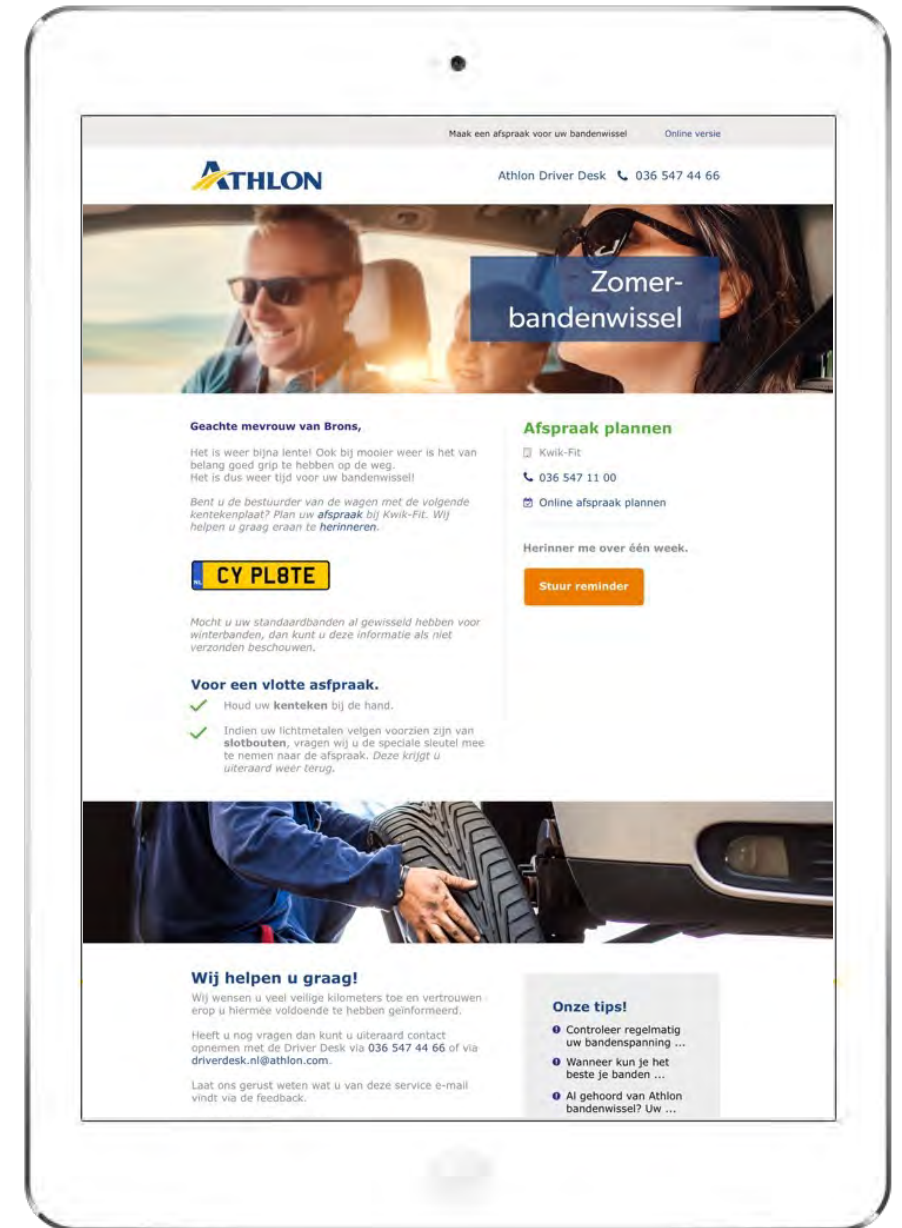 Maak een afspraak voor uw bandenwissel Online versie
ATHLON
Athlon Driver Desk 036 547 44 66
Zomer-
bandenwissel
Geachte mevrouw van Brons,
Het is weer bijna lente! Ook bij mooier weer is het van
belang goed grip te hebben op de weg.
Het is dus weer tijd voor uw bandenwissel!
Bent u de bestuurder van de wagen met de volgende
kentekenplaat? Plan uw afspraak bij Kwik-Fit. Wij
helpen u graag eraan te herinneren.
NL CY PL8TE
Mocht u uw standaardbanden al gewisseld hebben voor
winterbanden, dan kunt u deze informatie als niet
verzonden beschouwen.
Voor een vlotte asfpraak.
Houd uw kenteken bij de hand.
Indien uw lichtmetalen velgen voorzien zijn van
slotbouten, vragen wij u de speciale sleutel mee
te nemen naar de afspraak. Deze krijgt u
uiteraard weer terug.
Afspraak plannen
Kwik-Fit
036 547 11 00
Online afspraak plannen
Herinner me over één week.
Stuur reminder
Wij helpen u graag!
Wij wensen u veel veilige kilometers toe en vertrouwen
erop u hiermee voldoende te hebben geïnformeerd.
Heeft u nog vragen dan kunt u uiteraard contact
opnemen met de Driver Desk via 036 547 44 66 of via
driverdesk.nl@athlon.com.
Laat ons gerust weten wat u van deze service e-mail
vindt via de feedback.
Onze tips!
Controleer regelmatig
uw bandenspanning ...
Wanneer kun je het
beste je banden ...
Al gehoord van Athlon
bandenwissel? Uw ...